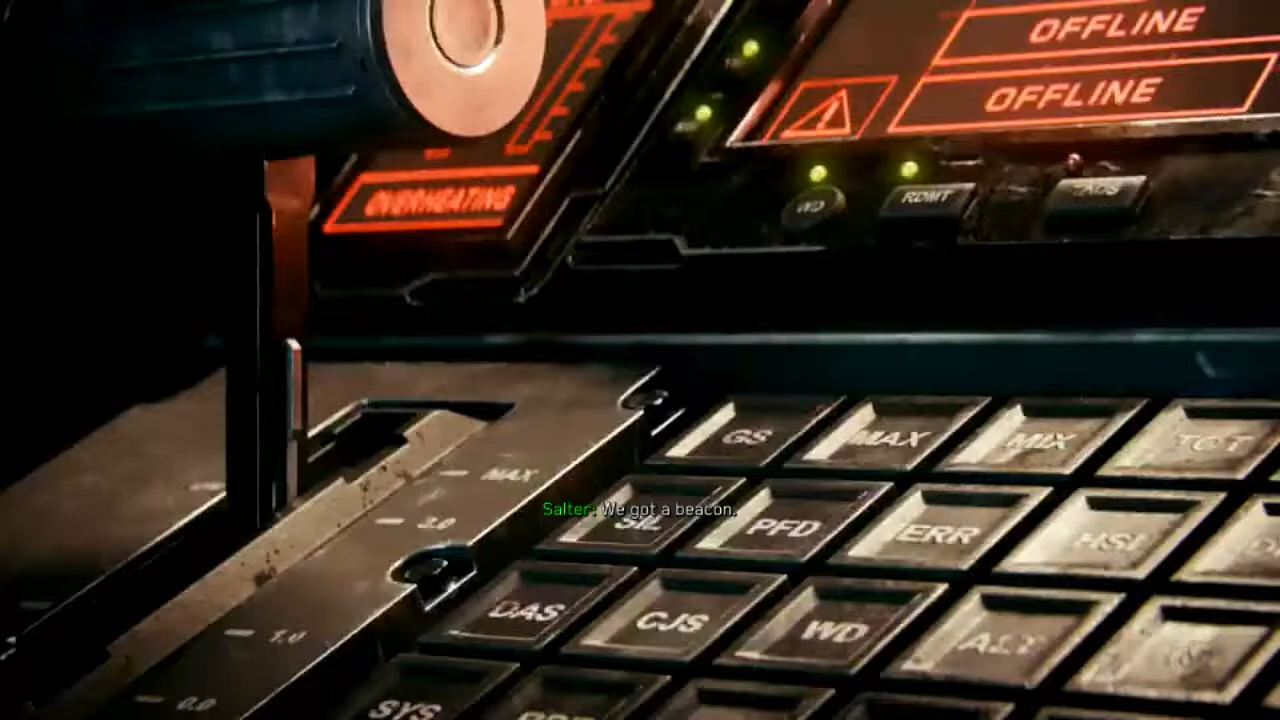 OFFLINE
OFFLINE
OVERHEATING
WD
RDMT
GS
MAX
MIX
TOT
MAX
2.0
Salter: We got a beacon.
SIL
PFD
ERR
HSI
DAS
CJS
WD
ALT
1.0
0.0
SYS